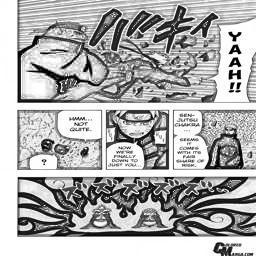 YAAH!!
HMM...
NOT
QUITE.
?
NOW WE'RE
FINALLY
DOWN TO
JUST YOU...
SEN-
JUTSU
CHAKRA...
SEEMS
IT COMES
WITH ITS
FAIR
SHARE OF
RISK.
COLORED
MANGA.COM